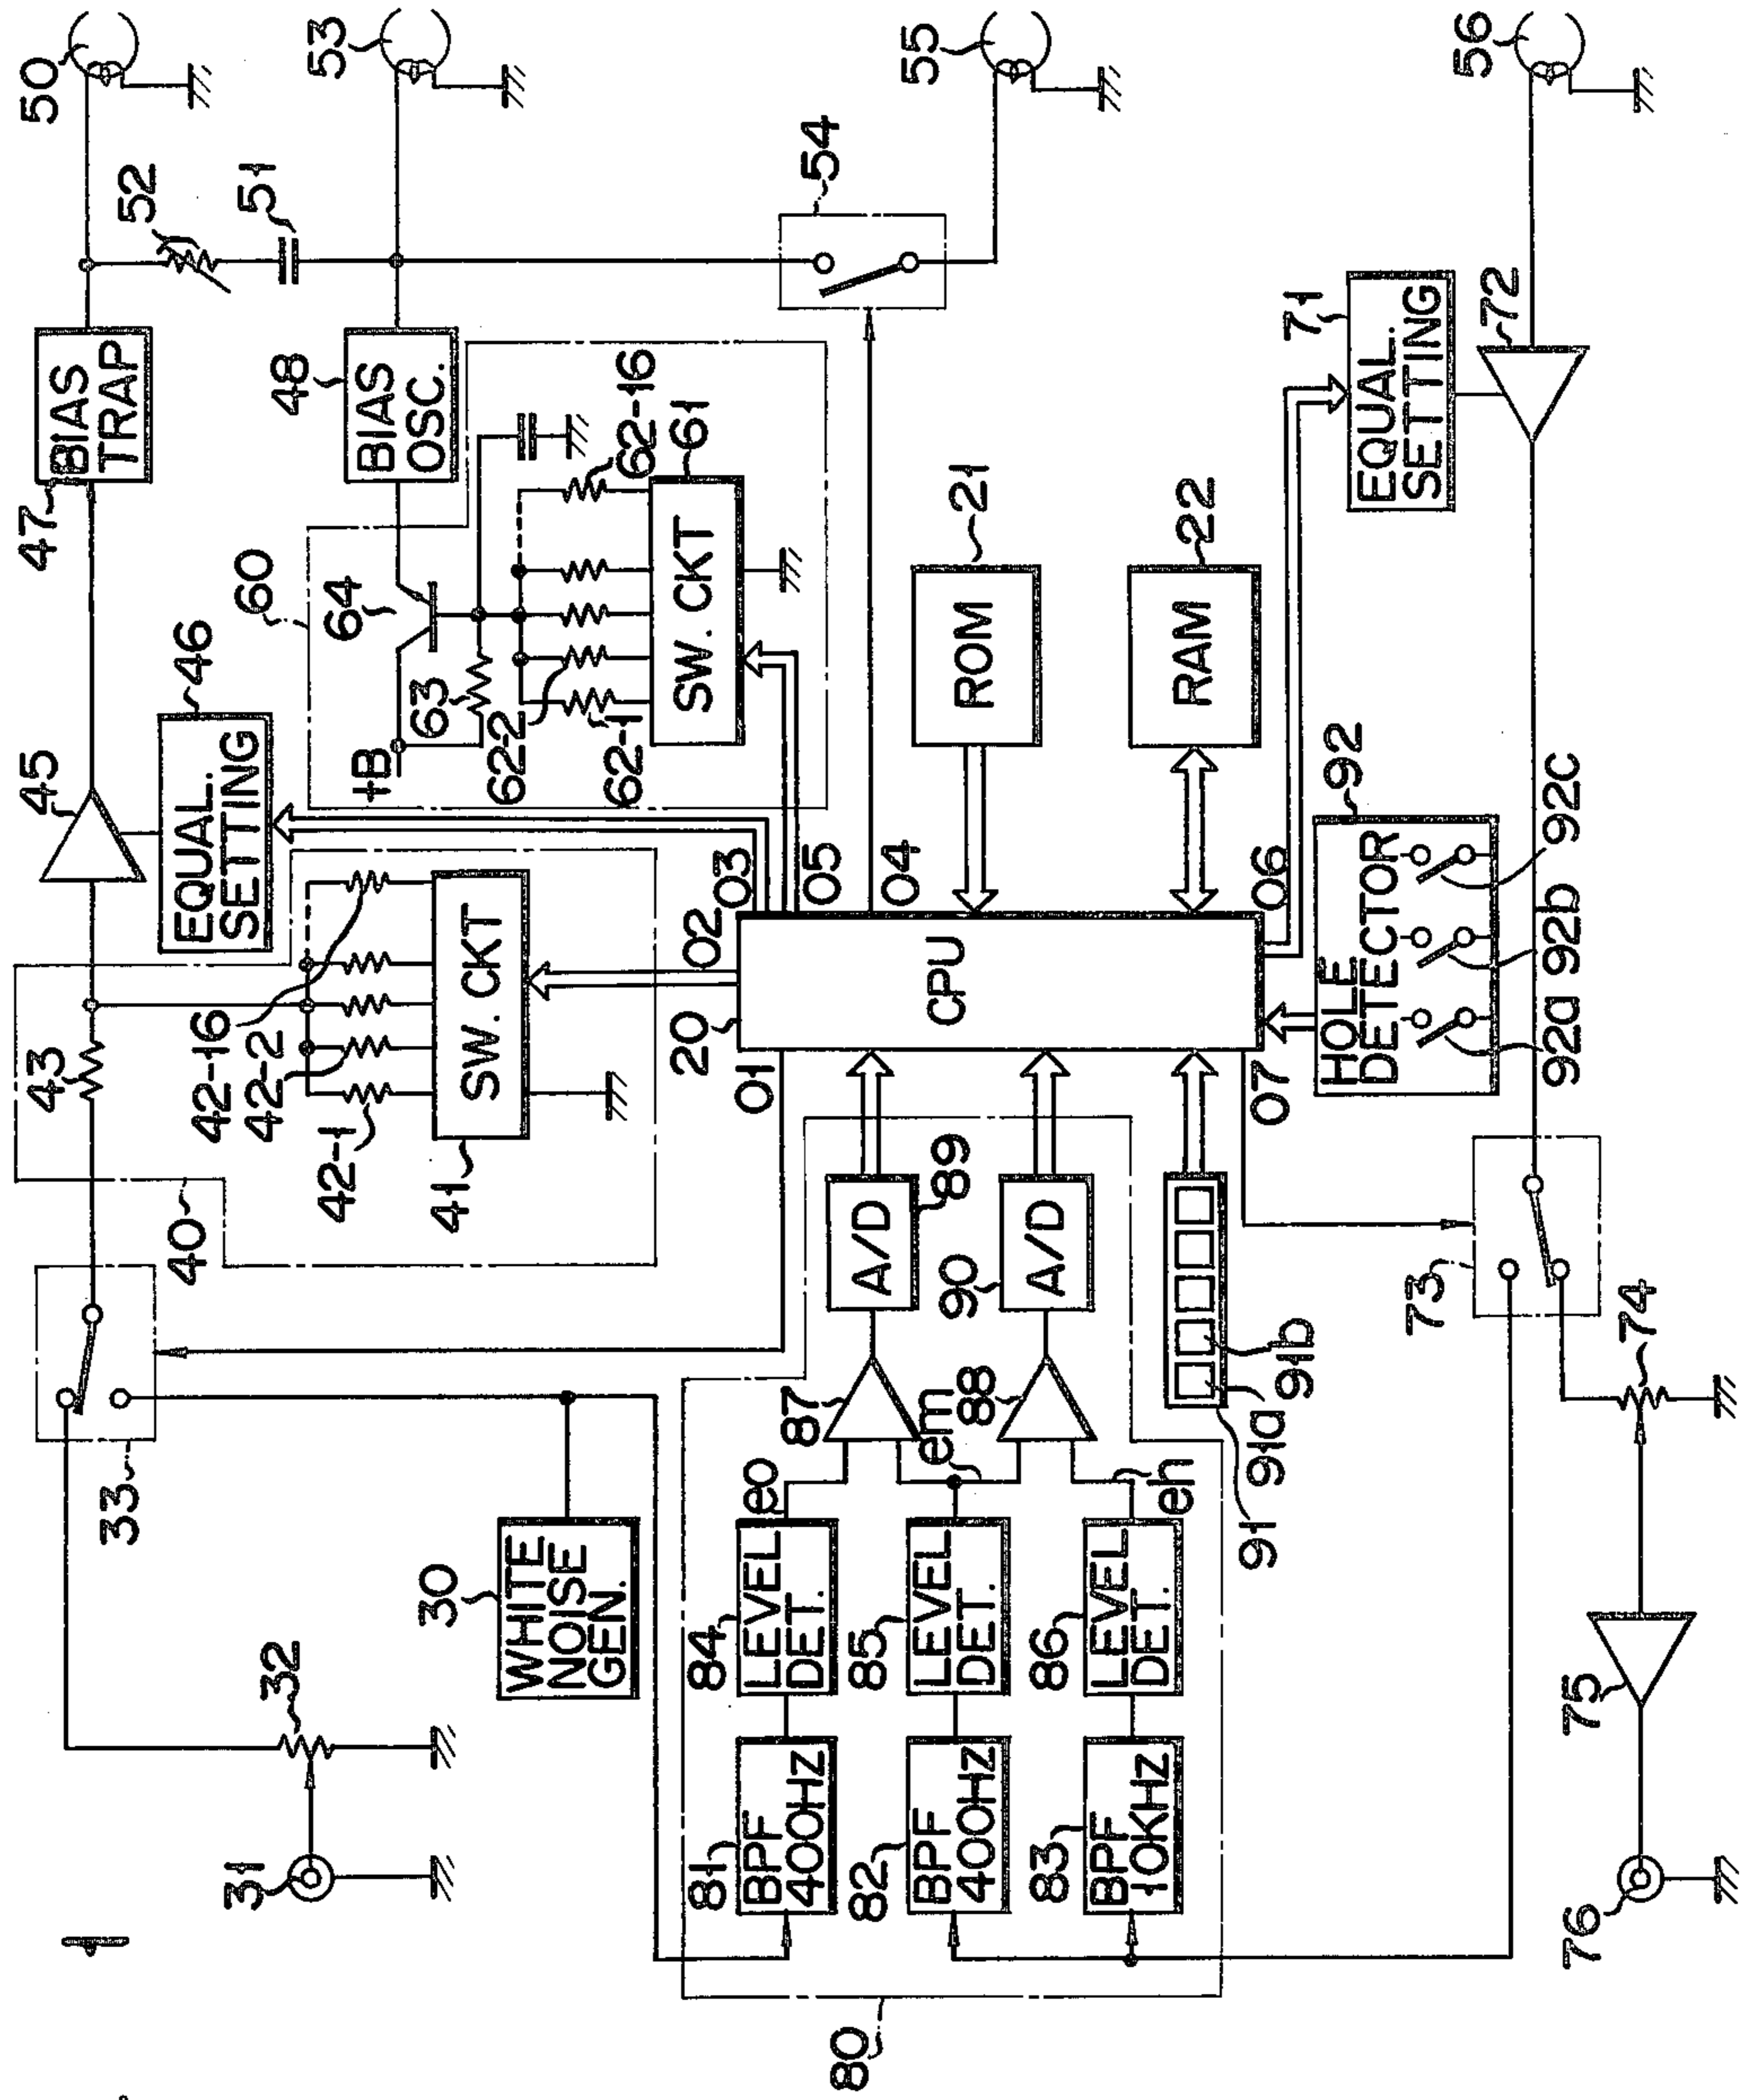 50
53
55
56
52
51
54
47
BIAS
TRAP
48
BIAS
OSC.
62-16
61
71
EQUAL.
SETTING
72
60
64
63
62-2
62-1
+B
SW. CKT
21
ROM
22
RAM
45
46
EQUAL.
SETTING
03
05
04
06
92
HOLE
DETECTOR
92a
92b
92c
43
42-16
42-2
42-1
41
SW. CKT
02
20
CPU
01
07
40
33
A/D
89
90
A/D
87
88
eo
em
eh
91
91a
91b
73
74
30
WHITE
NOISE
GEN.
84
LEVEL
DET.
85
LEVEL
DET.
86
LEVEL
DET.
32
31
81
BPF
400HZ
82
BPF
400HZ
83
BPF
10KHZ
75
76
80